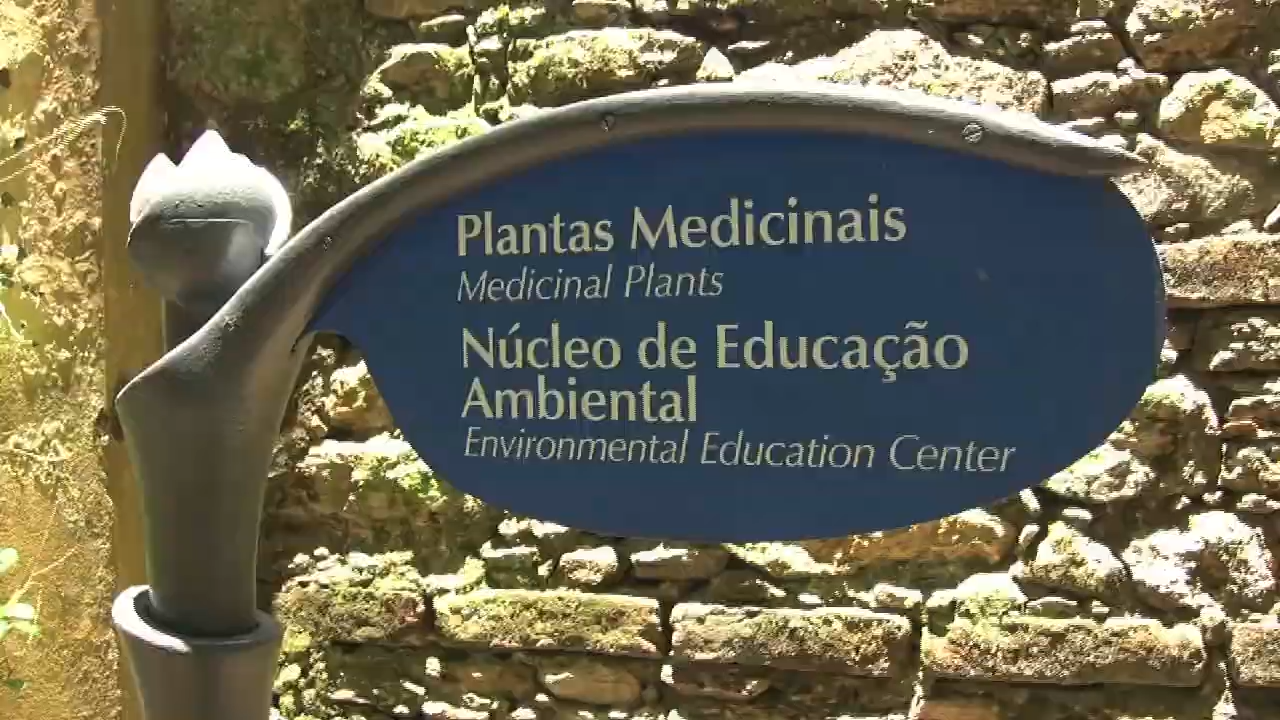 Plantas Medicinais
Medicinal Plants
Núcleo de Educação
Ambiental
Environmental Education Center